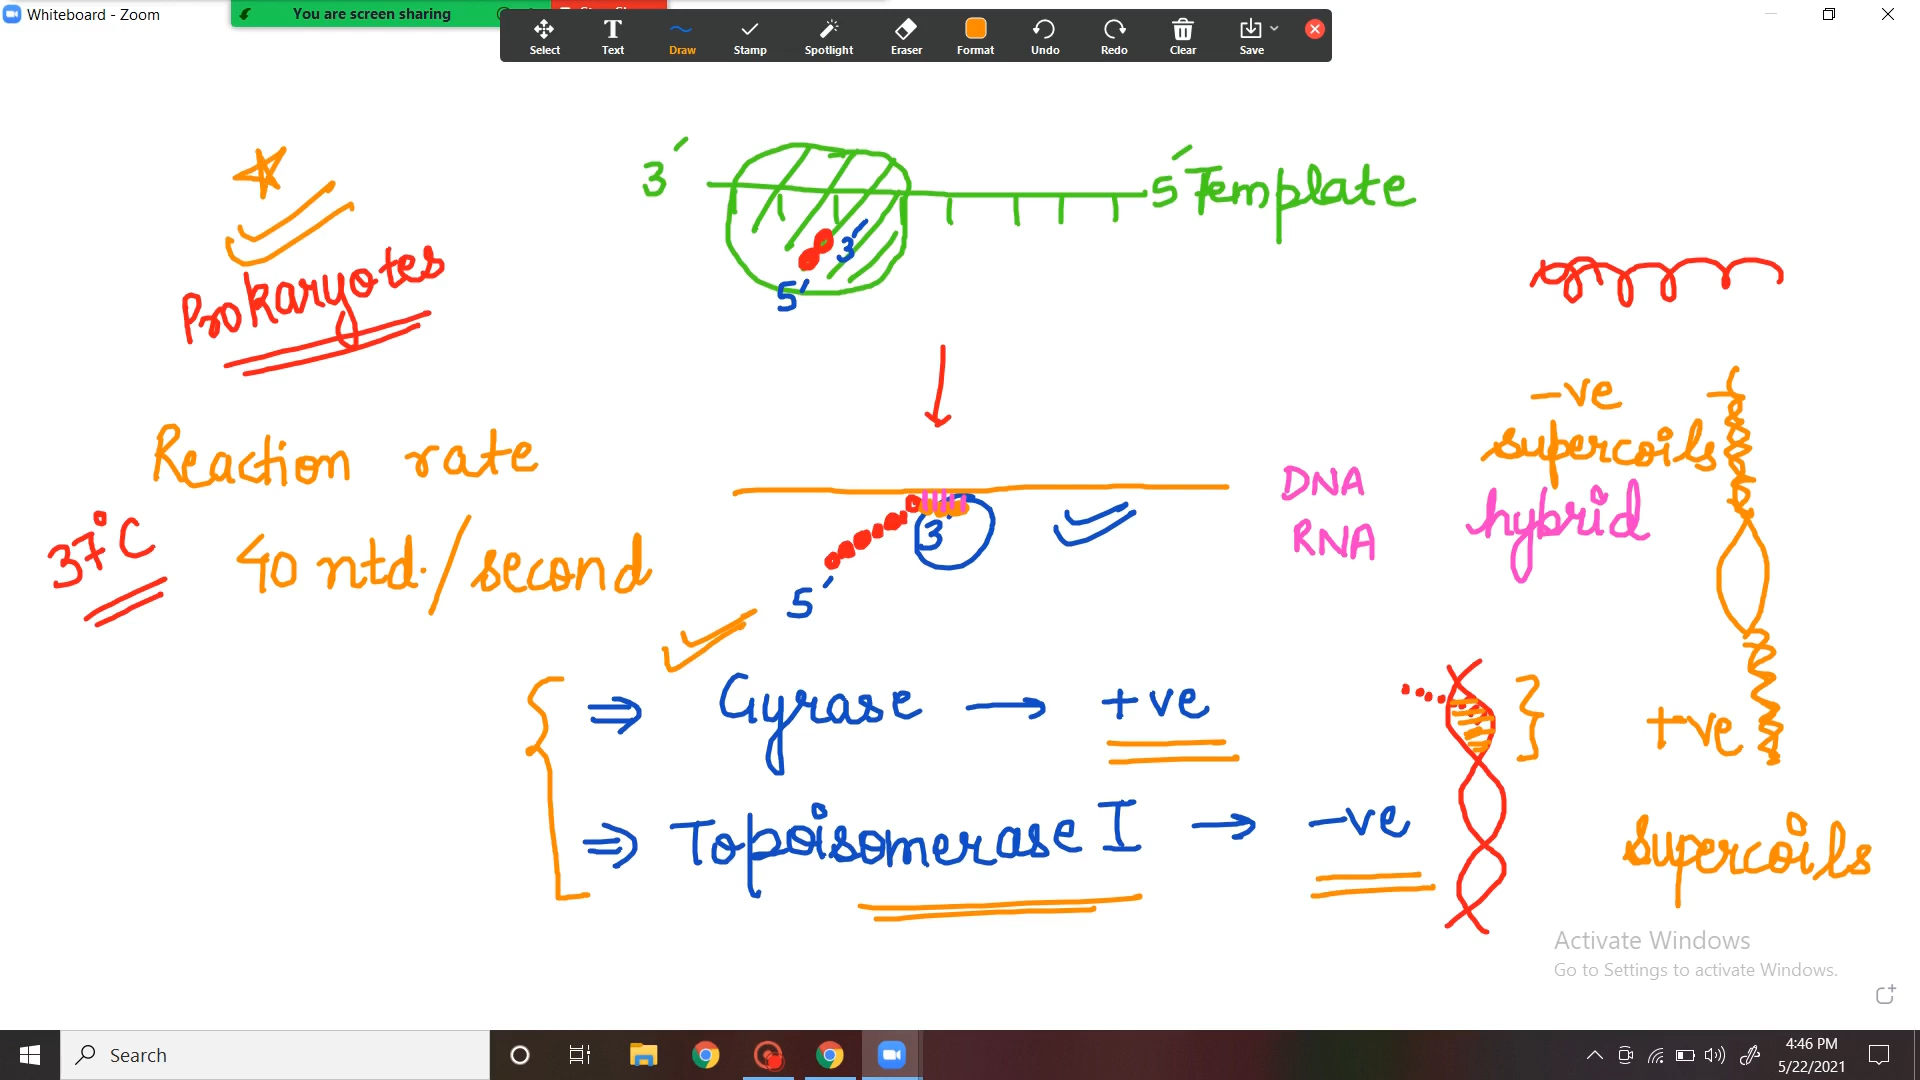 Whiteboard - Zoom
You are screen sharing
Select Text Draw Stamp Spotlight Eraser Format Undo Redo Clear Save
3′
5′ Template
Prokaryotes
3′
5′
-ve
supercoils
Reaction rate
DNA
RNA
hybrid
37°C
40 ntd./second
3′
5′
⇒ Gyrase → +ve
⇒ Topoisomerase I → -ve
+ve
supercoils
Activate Windows
Go to Settings to activate Windows.
Search
4:46 PM
5/22/2021